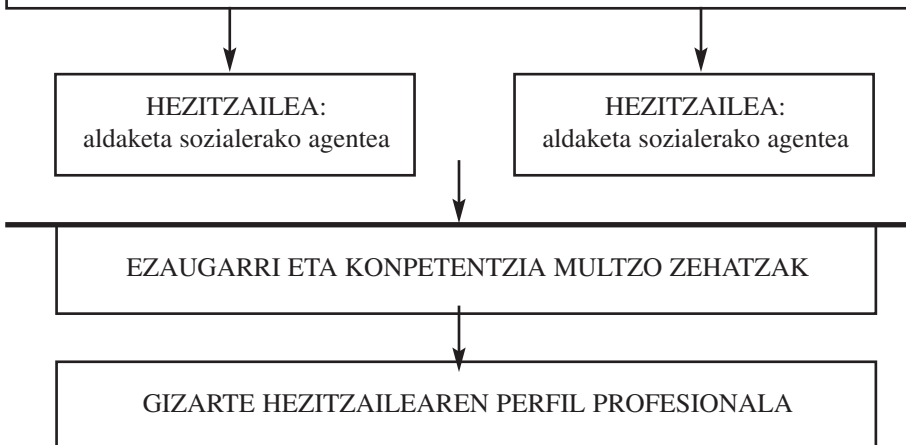 HEZITZAILEA:
aldaketa sozialerako agentea
HEZITZAILEA:
aldaketa sozialerako agentea
EZAUGARRI ETA KONPETENTZIA MULTZO ZEHATZAK
GIZARTE HEZITZAILEAREN PERFIL PROFESIONALA